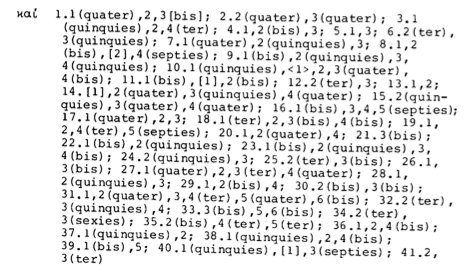 καί 1.1(quater),2,3[bis]; 2.2(quater),3(quater); 3.1
(quinquies),2,4(ter); 4.1,2(bis),3; 5.1,3; 6.2(ter),
3(quinquies); 7.1(quater),2(quinquies),3; 8.1,2
(bis),[2],4(septies); 9.1(bis),2(quinquies),3,
4(quinquies); 10.1(quinquies),<1>,2,3(quater),
4(bis); 11.1(bis),[1],2(bis); 12.2(ter),3; 13.1,2;
14.[1],2(quater),3(quinquies),4(quater); 15.2(quin-
quies),3(quater),4(quater); 16.1(bis),3,4,5(septies);
17.1(quater),2,3; 18.1(ter),2,3(bis),4(bis); 19.1,
2,4(ter),5(septies); 20.1,2(quater),4; 21.3(bis);
22.1(bis),2(quinquies); 23.1(bis),2(quinquies),3,
4(bis); 24.2(quinquies),3; 25.2(ter),3(bis); 26.1,
3(bis); 27.1(quater),2,3(ter),4(quater); 28.1,
2(quinquies),3; 29.1,2(bis),4; 30.2(bis),3(bis);
31.1,2(quater),3,4(ter),5(quater),6(bis); 32.2(ter),
3(quinquies),4; 33.3(bis),5,6(bis); 34.2(ter),
3(sexies); 35.2(bis),4(ter),5(ter); 36.1,2,4(bis);
37.1(quinquies),2; 38.1(quinquies),2,4(bis);
39.1(bis),5; 40.1(quinquies),[1],3(septies); 41.2,
3(ter)